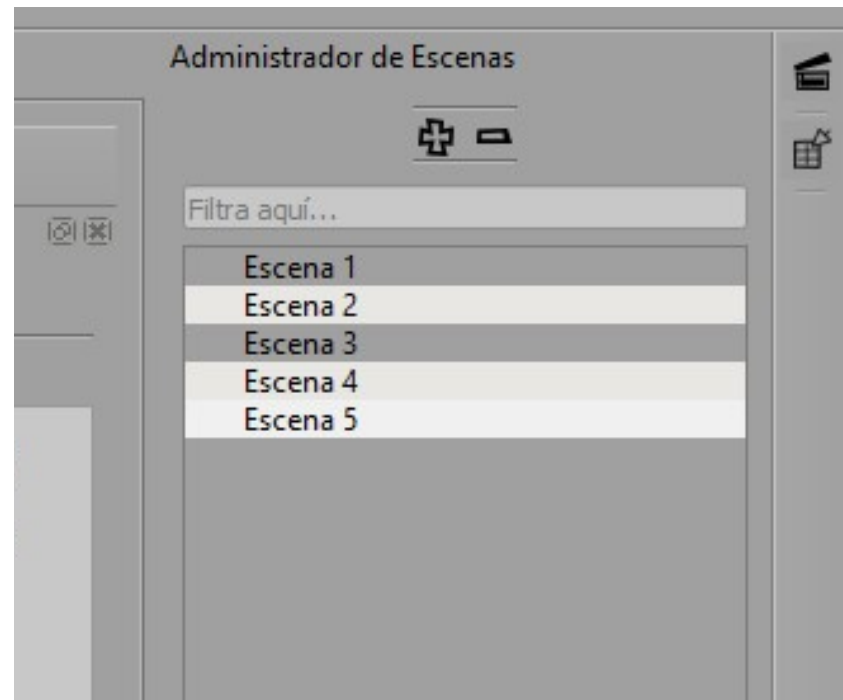 Administrador de Escenas
Filtra aquí...
Escena 1
Escena 2
Escena 3
Escena 4
Escena 5